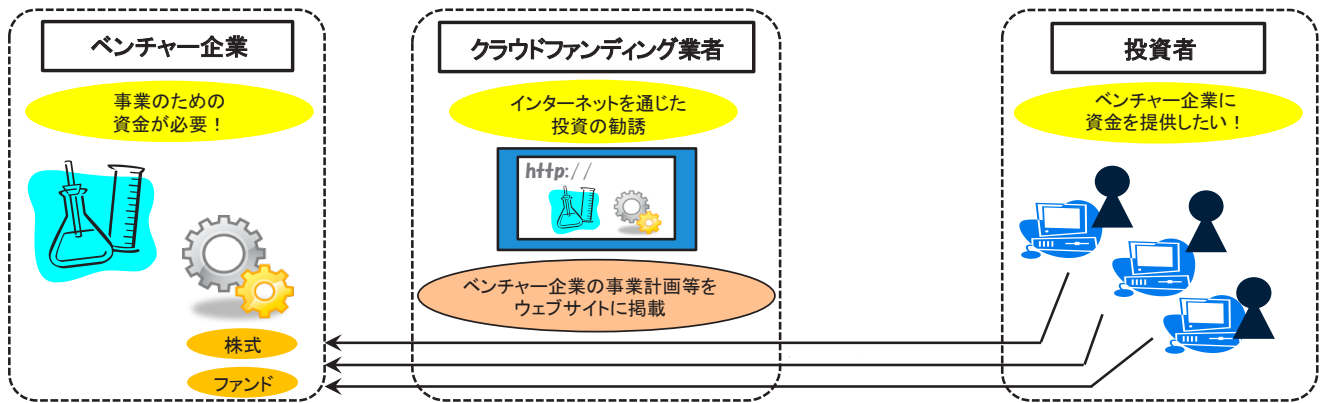 ベンチャー企業
事業のための
資金が必要！
株式
ファンド
クラウドファンディング業者
インターネットを通じた
投資の勧誘
http://
ベンチャー企業の事業計画等を
ウェブサイトに掲載
投資者
ベンチャー企業に
資金を提供したい！